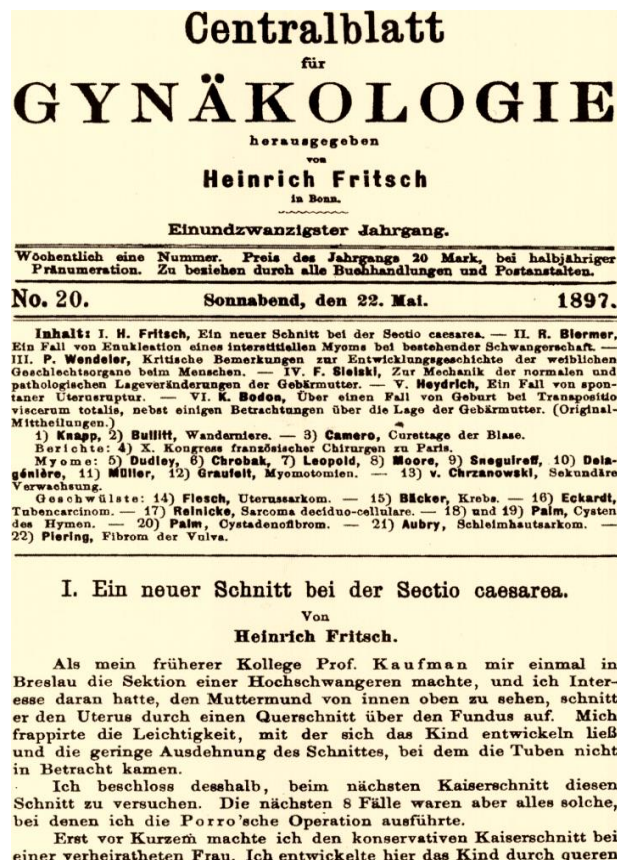 Centralblatt
für
GYNÄKOLOGIE
herausgegeben
von
Heinrich Fritsch
in Bonn.
Einundzwanzigster Jahrgang.
Wöchentlich eine Nummer. Preis des Jahrgangs 20 Mark, bei halbjähriger
Pränumeration. Zu beziehen durch alle Buchhandlungen und Postanstalten.
No. 20. Sonnabend, den 22. Mai. 1897.
Inhalt: I. H. Fritsch, Ein neuer Schnitt bei der Sectio caesarea. — II. R. Biermer,
Ein Fall von Enukleation eines interstitiellen Myoms bei bestehender Schwangerschaft. —
III. P. Wendeler, Kritische Bemerkungen zur Entwicklungsgeschichte der weiblichen
Geschlechtsorgane beim Menschen. — IV. F. Sielski, Zur Mechanik der normalen und
pathologischen Lageveränderungen der Gebärmutter. — V. Heydrich, Ein Fall von spon-
taner Uterusruptur. — VI. K. Bodon, Über einen Fall von Geburt bei Transpositio
viscerum totalis, nebst einigen Betrachtungen über die Lage der Gebärmutter. (Original-
Mittheilungen.)
1) Knapp, 2) Bullitt, Wanderniere. — 3) Camero, Curettage der Blase.
Berichte: 4) X. Kongress französischer Chirurgen zu Paris.
Myome: 5) Dudley, 6) Chrobak, 7) Leopold, 8) Moore, 9) Sneguireff, 10) Dela-
génière, 11) Müller, 12) Graufelt, Myomotomien. — 13) v. Chrzanowski, Sekundäre
Verwachsung.
Geschwülste: 14) Flesch, Uterussarkom. — 15) Bäcker, Krebs. — 16) Eckardt,
Tubencarcinom. — 17) Reinicke, Sarcoma deciduo-cellulare. — 18) und 19) Palm, Cysten
des Hymen. — 20) Palm, Cystadenofibrom. — 21) Aubry, Schleimhautsarkom. —
22) Piering, Fibrom der Vulva.
I. Ein neuer Schnitt bei der Sectio caesarea.
Von
Heinrich Fritsch.
Als mein früherer Kollege Prof. Kaufman mir einmal in
Breslau die Sektion einer Hochschwangeren machte, und ich Inter-
esse daran hatte, den Muttermund von innen oben zu sehen, schnitt
er den Uterus durch einen Querschnitt über den Fundus auf. Mich
frappirte die Leichtigkeit, mit der sich das Kind entwickeln ließ
und die geringe Ausdehnung des Schnittes, bei dem die Tuben nicht
in Betracht kamen.
Ich beschloss desshalb, beim nächsten Kaiserschnitt diesen
Schnitt zu versuchen. Die nächsten 8 Fälle waren aber alles solche,
bei denen ich die Porro'sche Operation ausführte.
Erst vor Kurzem machte ich den konservativen Kaiserschnitt bei
einer verheiratheten Frau. Ich entwickelte hier das Kind durch queren